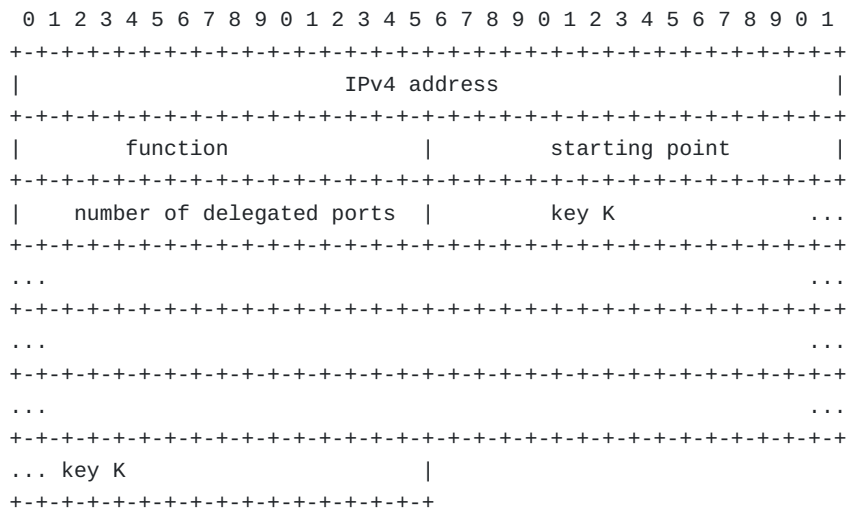 0 1 2 3 4 5 6 7 8 9 0 1 2 3 4 5 6 7 8 9 0 1 2 3 4 5 6 7 8 9 0 1
+-+-+-+-+-+-+-+-+-+-+-+-+-+-+-+-+-+-+-+-+-+-+-+-+-+-+-+-+-+-+-+-+
|                         IPv4 address                          |
+-+-+-+-+-+-+-+-+-+-+-+-+-+-+-+-+-+-+-+-+-+-+-+-+-+-+-+-+-+-+-+-+
|        function               |         starting point        |
+-+-+-+-+-+-+-+-+-+-+-+-+-+-+-+-+-+-+-+-+-+-+-+-+-+-+-+-+-+-+-+-+
|    number of delegated ports  |         key K               ...
+-+-+-+-+-+-+-+-+-+-+-+-+-+-+-+-+-+-+-+-+-+-+-+-+-+-+-+-+-+-+-+-+
...                                                           ...
+-+-+-+-+-+-+-+-+-+-+-+-+-+-+-+-+-+-+-+-+-+-+-+-+-+-+-+-+-+-+-+-+
...                                                           ...
+-+-+-+-+-+-+-+-+-+-+-+-+-+-+-+-+-+-+-+-+-+-+-+-+-+-+-+-+-+-+-+-+
...                                                           ...
+-+-+-+-+-+-+-+-+-+-+-+-+-+-+-+-+-+-+-+-+-+-+-+-+-+-+-+-+-+-+-+-+
... key K                       |
+-+-+-+-+-+-+-+-+-+-+-+-+-+-+-+-+